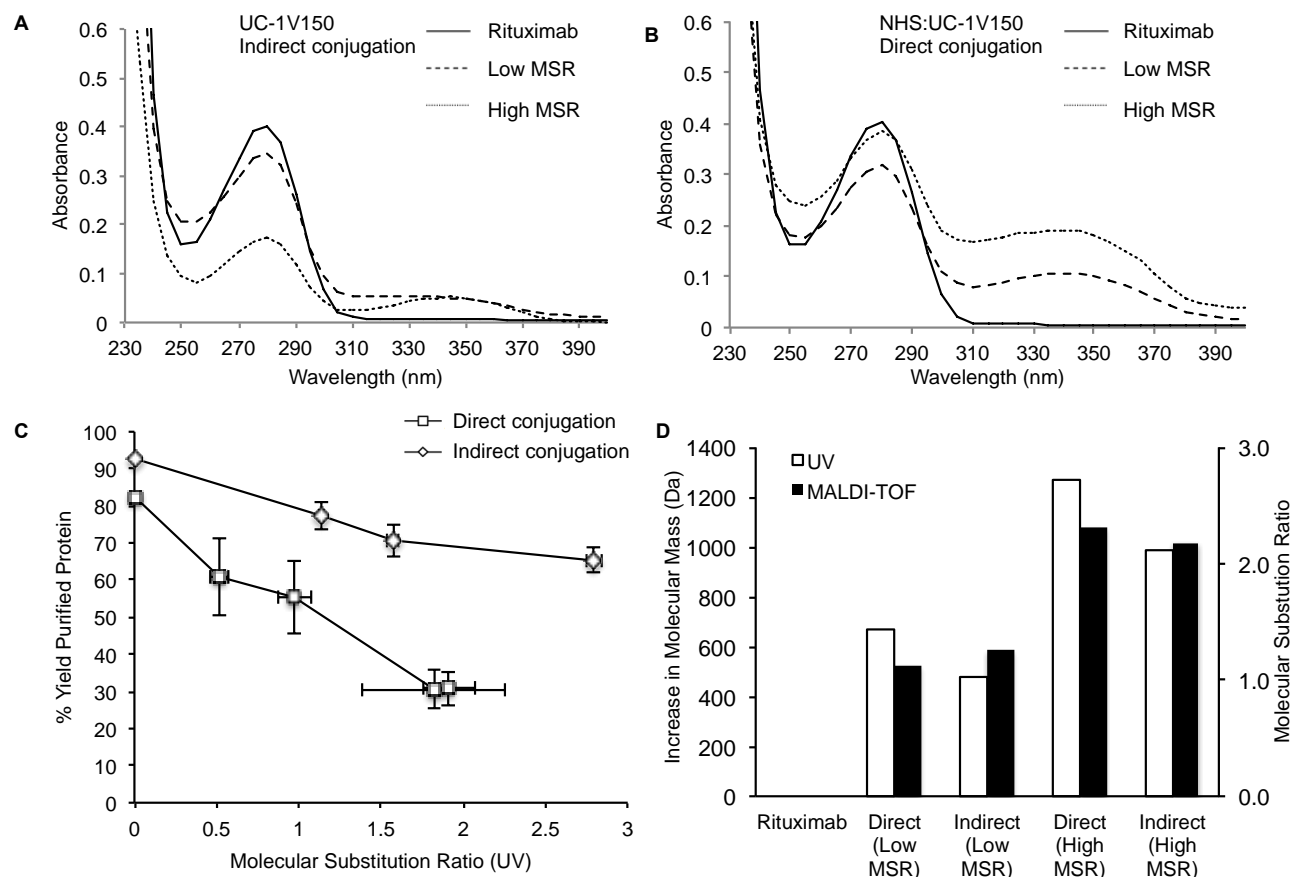 A
UC-1V150
Indirect conjugation
Rituximab
Low MSR
High MSR
Absorbance
0.6
0.5
0.4
0.3
0.2
0.1
0
230 250 270 290 310 330 350 370 390
Wavelength (nm)
B
NHS:UC-1V150
Direct conjugation
Rituximab
Low MSR
High MSR
Absorbance
0.6
0.5
0.4
0.3
0.2
0.1
0
230 250 270 290 310 330 350 370 390
Wavelength (nm)
C
Direct conjugation
Indirect conjugation
% Yield Purified Protein
100
90
80
70
60
50
40
30
20
10
0
0 0.5 1 1.5 2 2.5 3
Molecular Substitution Ratio (UV)
D
UV
MALDI-TOF
Increase in Molecular Mass (Da)
1400
1200
1000
800
600
400
200
0
3.0
2.0
1.0
0.0
Molecular Substution Ratio
Rituximab
Direct
(Low
MSR)
Indirect
(Low
MSR)
Direct
(High
MSR)
Indirect
(High
MSR)